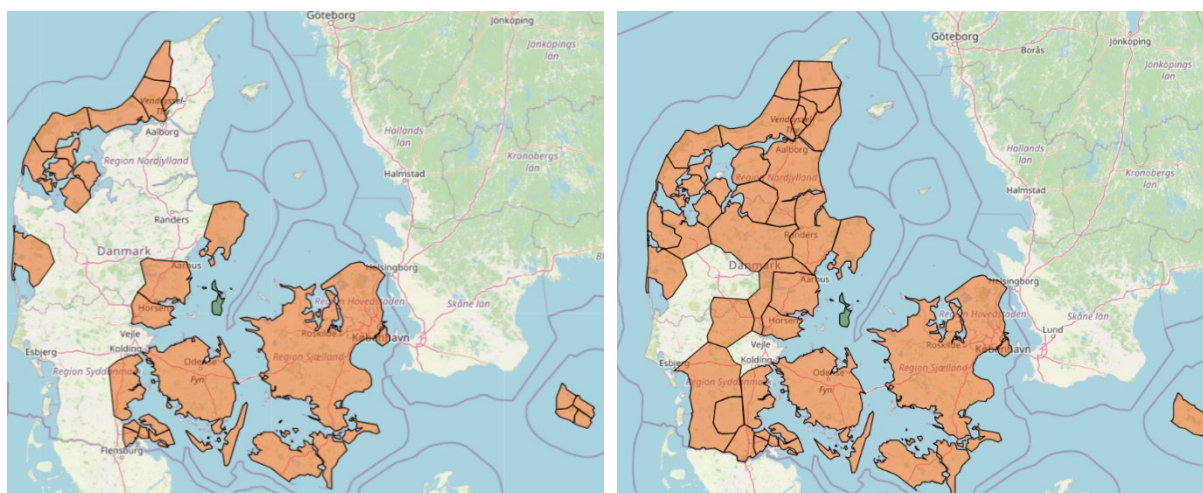 Göteborg
Jönköping
Jönköpings
län
Vendsyssel-
Thy
Aalborg
Hallands
län
Kronobergs
län
Region Nordjylland
Halmstad
Randers
Danmark
Aarhus
Helsingborg
Horsens
Region Hovedstaden
Skåne län
Vejle
Roskilde
København
Esbjerg
Kolding
Odense
Region Sjælland
Region Syddanmark
Fyn
Flensburg
Göteborg
Borås
Jönköping
Jönköpings
län
Vendsyssel-
Thy
Aalborg
Hallands
län
Kronobergs
län
Region Nordjylland
Halmstad
Randers
Danmark
Aarhus
Helsingborg
Horsens
Region Hovedstaden
Skåne län
Vejle
Roskilde
Lund
København
Esbjerg
Kolding
Odense
Region Sjælland
Region Syddanmark
Fyn